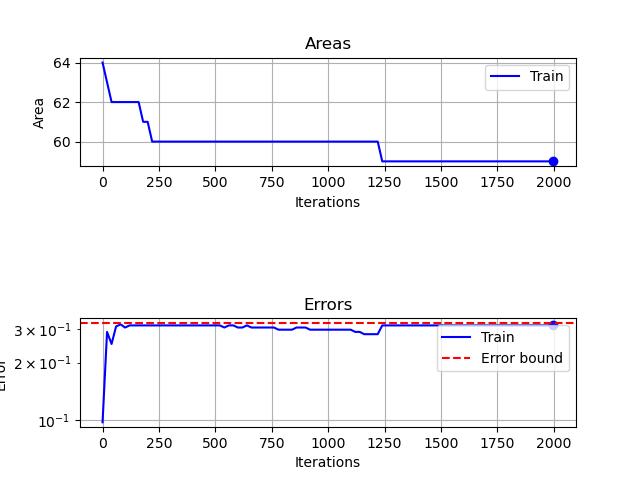 Areas
64
62
60
Area
Train
0 250 500 750 1000 1250 1500 1750 2000
Iterations
Errors
3 × 10⁻¹
2 × 10⁻¹
10⁻¹
Error
Train
Error bound
0 250 500 750 1000 1250 1500 1750 2000
Iterations